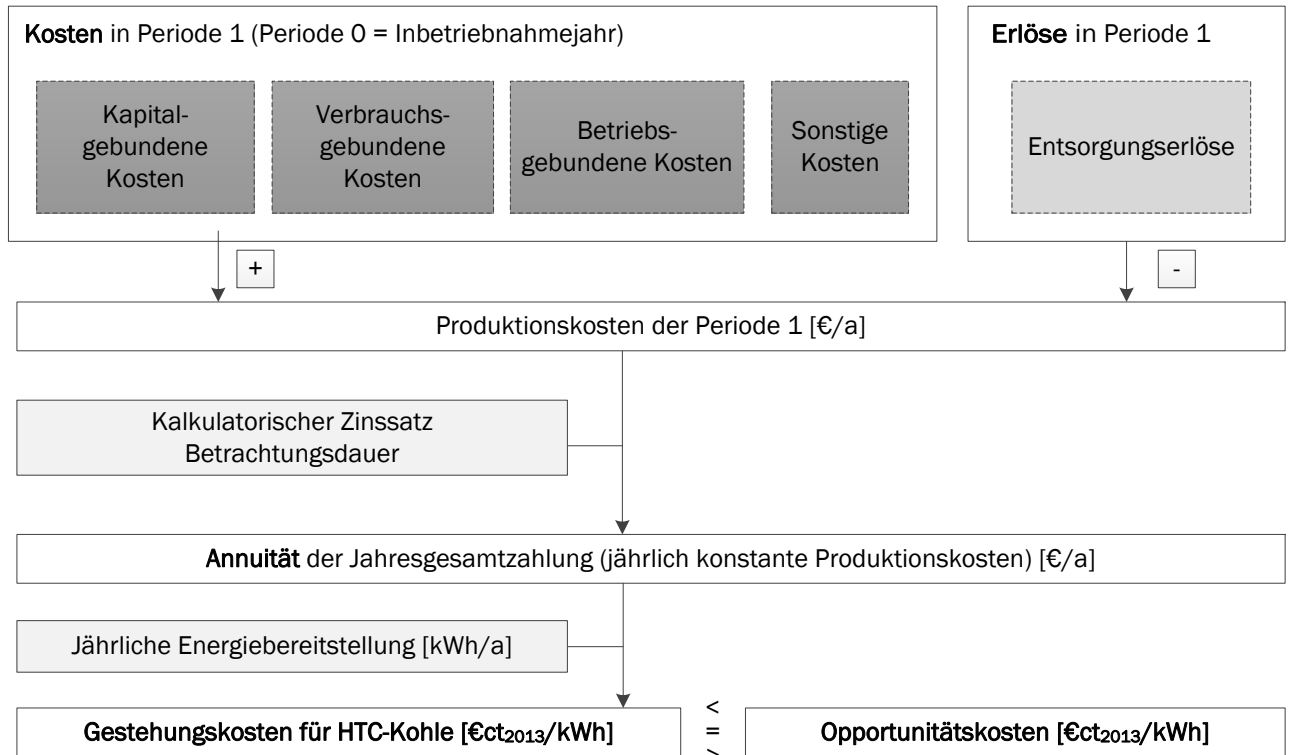 Kosten in Periode 1 (Periode 0 = Inbetriebnahmejahr)
Kapital-
gebundene
Kosten
Verbrauchs-
gebundene
Kosten
Betriebs-
gebundene Kosten
Sonstige
Kosten
Erlöse in Periode 1
Entsorgungserlöse
+
-
Produktionskosten der Periode 1 [€/a]
Kalkulatorischer Zinssatz
Betrachtungsdauer
Annuität der Jahresgesamtzahlung (jährlich konstante Produktionskosten) [€/a]
Jährliche Energiebereitstellung [kWh/a]
Gestehungskosten für HTC-Kohle [€ct₂₀₁₃/kWh]
<
=
>
Opportunitätskosten [€ct₂₀₁₃/kWh]